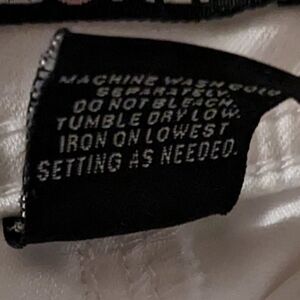 MACHINE WASH COLD
SEPARATELY.
DO NOT BLEACH.
TUMBLE DRY LOW.
IRON ON LOWEST
SETTING AS NEEDED.